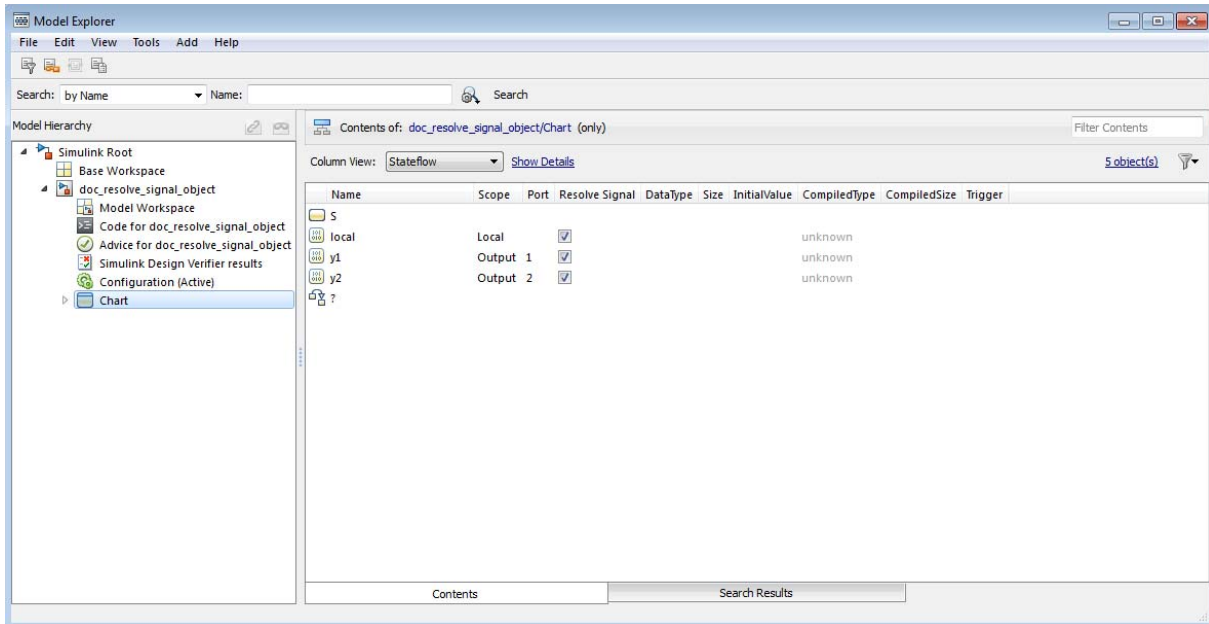 Model Explorer
File Edit View Tools Add Help
Search: by Name Name: Search
Model Hierarchy
Simulink Root
Base Workspace
doc_resolve_signal_object
Model Workspace
Code for doc_resolve_signal_object
Advice for doc_resolve_signal_object
Simulink Design Verifier results
Configuration (Active)
Chart
Contents of: doc_resolve_signal_object/Chart (only)
Filter Contents
Column View: Stateflow Show Details
5 object(s)
Name Scope Port Resolve Signal DataType Size InitialValue CompiledType CompiledSize Trigger
S
local Local unknown
y1 Output 1 unknown
y2 Output 2 unknown
?
Contents Search Results